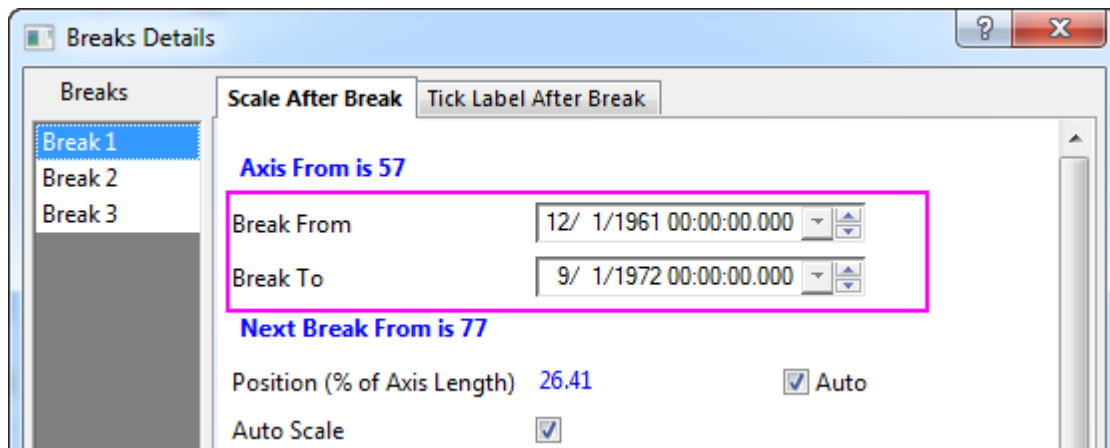 Breaks Details
Breaks
Scale After Break Tick Label After Break
Break 1
Break 2
Break 3
Axis From is 57
Break From 12/ 1/1961 00:00:00.000
Break To 9/ 1/1972 00:00:00.000
Next Break From is 77
Position (% of Axis Length) 26.41 Auto
Auto Scale